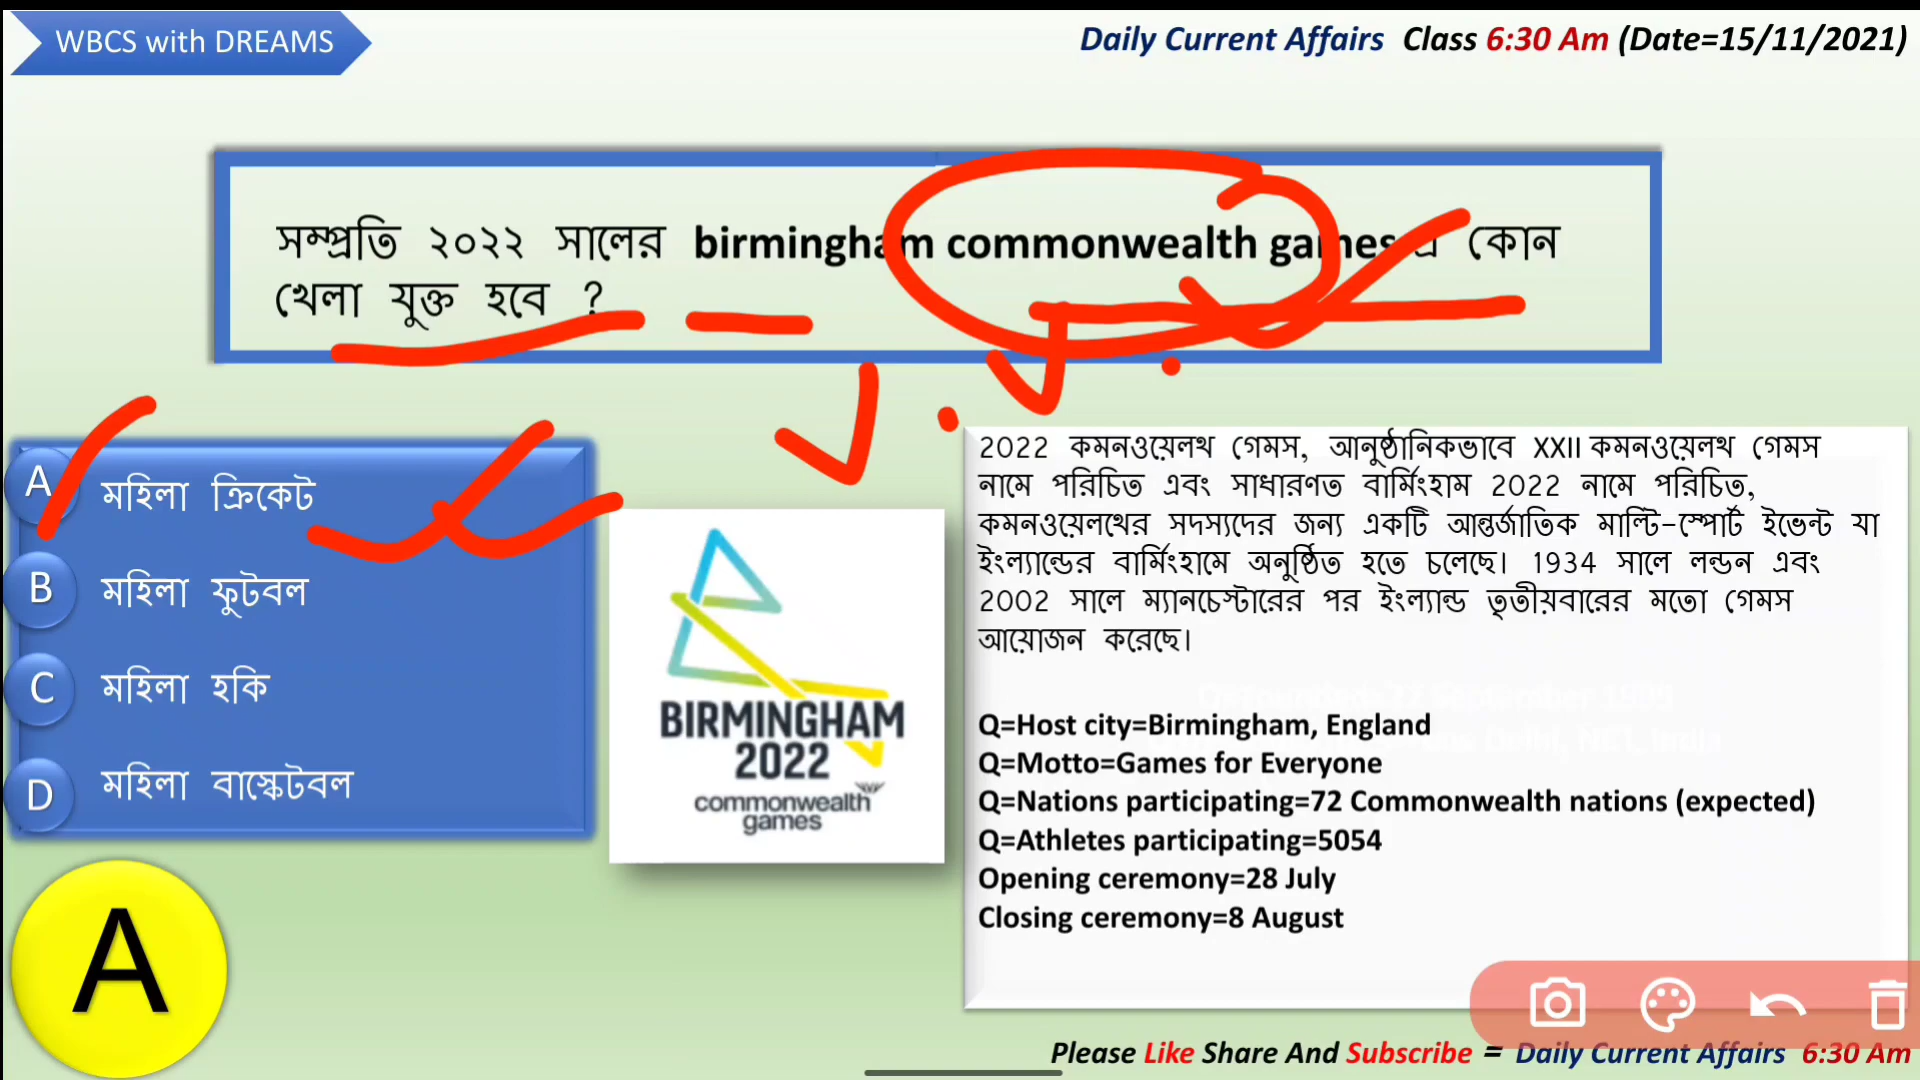 WBCS with DREAMS
Daily Current Affairs Class 6:30 Am (Date=15/11/2021)
সম্প্রতি ২০২২ সালের birmingham commonwealth games এ কোন
খেলা যুক্ত হবে ?
A মহিলা ক্রিকেট
B মহিলা ফুটবল
C মহিলা হকি
D মহিলা বাস্কেটবল
A
BIRMINGHAM
2022
commonwealth
games
2022 কমনওয়েলথ গেমস, আনুষ্ঠানিকভাবে XXII কমনওয়েলথ গেমস
নামে পরিচিত এবং সাধারণত বার্মিংহাম 2022 নামে পরিচিত,
কমনওয়েলথের সদস্যদের জন্য একটি আন্তর্জাতিক মাল্টি-স্পোর্ট ইভেন্ট যা
ইংল্যান্ডের বার্মিংহামে অনুষ্ঠিত হতে চলেছে। 1934 সালে লন্ডন এবং
2002 সালে ম্যানচেস্টারের পর ইংল্যান্ড তৃতীয়বারের মতো গেমস
আয়োজন করেছে।
Q=Host city=Birmingham, England
Q=Motto=Games for Everyone
Q=Nations participating=72 Commonwealth nations (expected)
Q=Athletes participating=5054
Opening ceremony=28 July
Closing ceremony=8 August
Please Like Share And Subscribe = Daily Current Affairs 6:30 Am